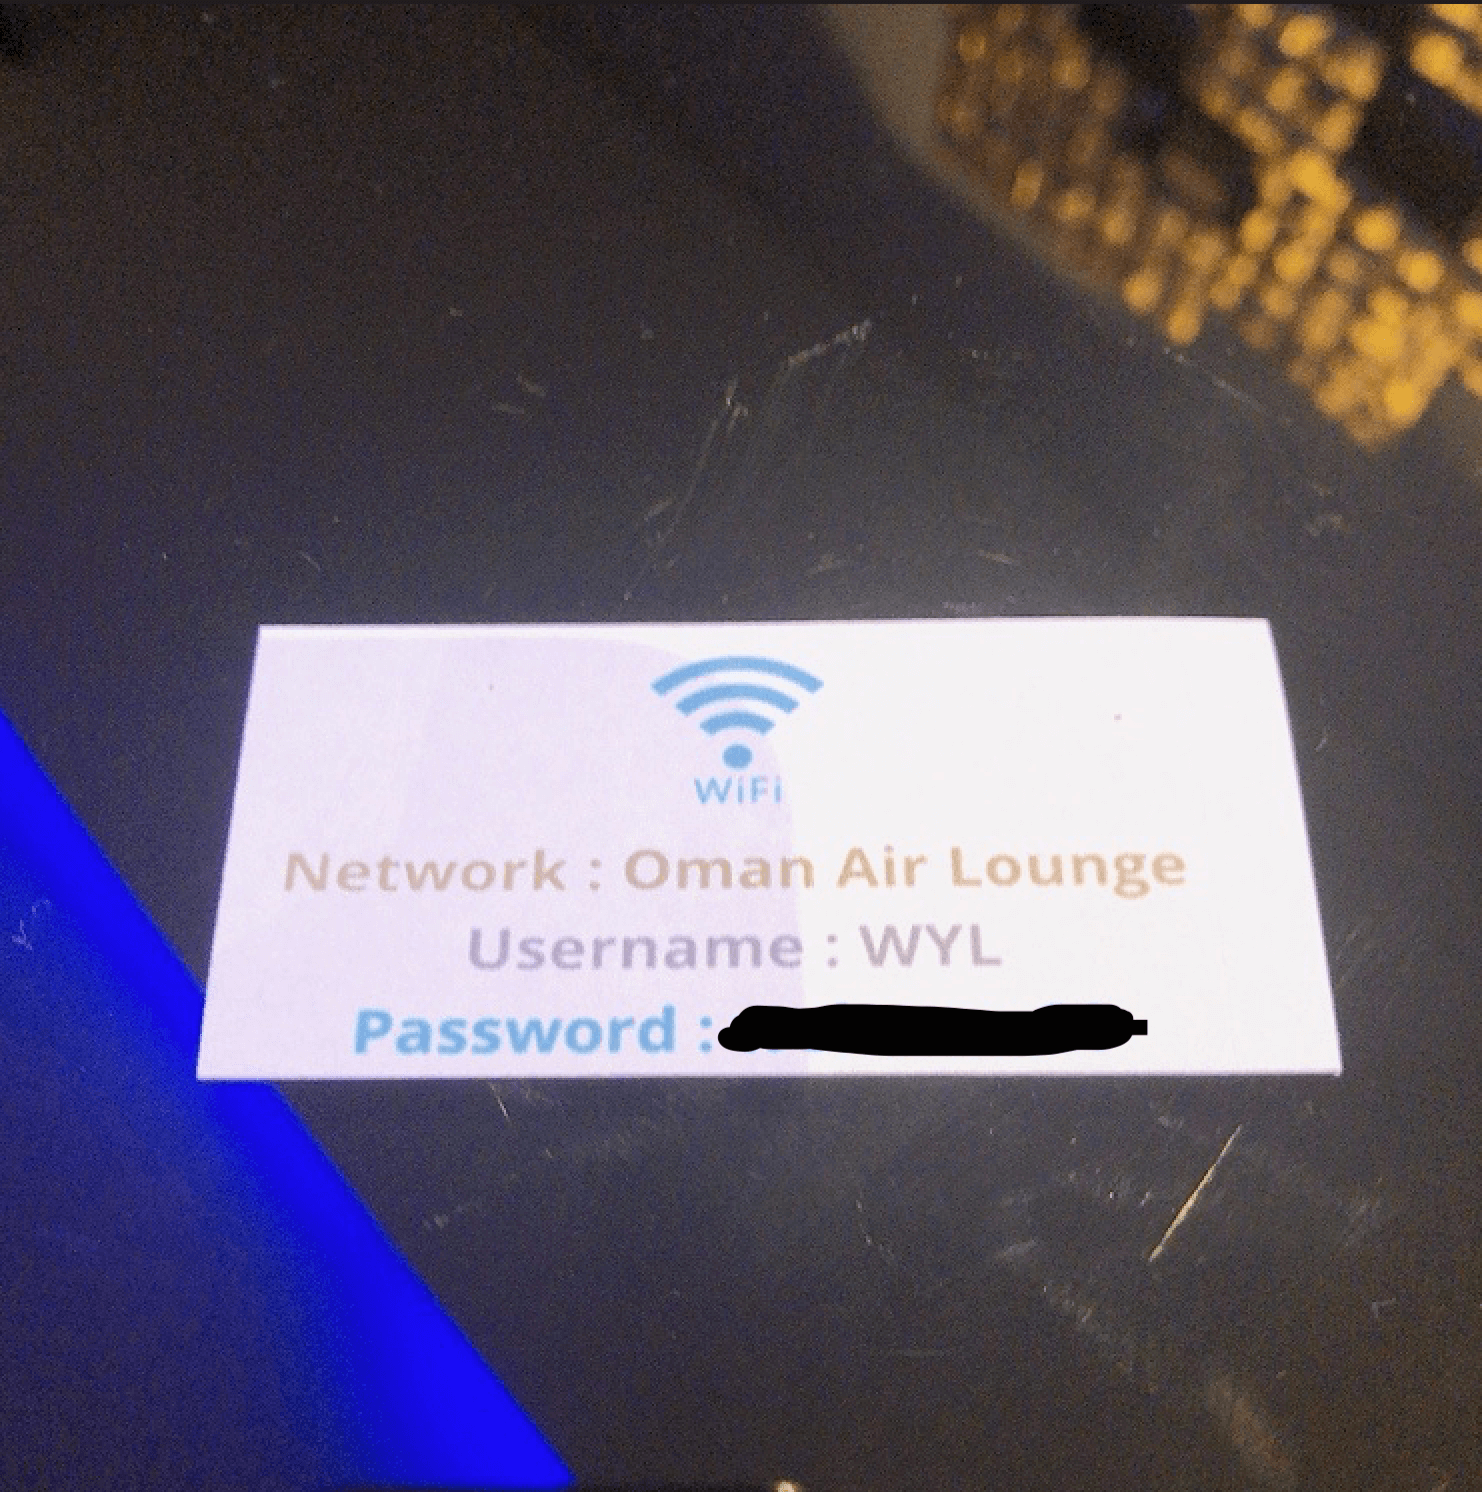 WiFi
Network : Oman Air Lounge
Username : WYL
Password :